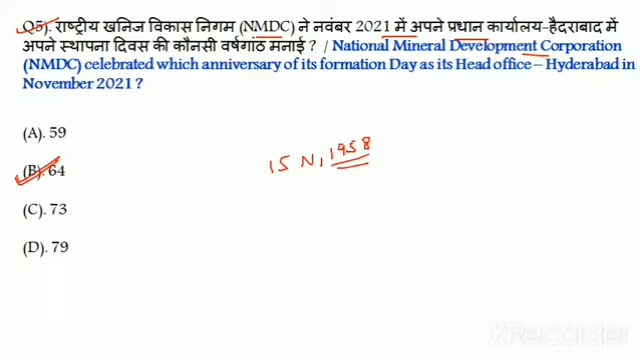 Q5). राष्ट्रीय खनिज विकास निगम (NMDC) ने नवंबर 2021 में अपने प्रधान कार्यालय-हैदराबाद में
अपने स्थापना दिवस की कौनसी वर्षगांठ मनाई ? / National Mineral Development Corporation
(NMDC) celebrated which anniversary of its formation Day as its Head office – Hyderabad in
November 2021 ?
(A). 59
15 N, 1958
(B). 64
(C). 73
(D). 79
XRecorder